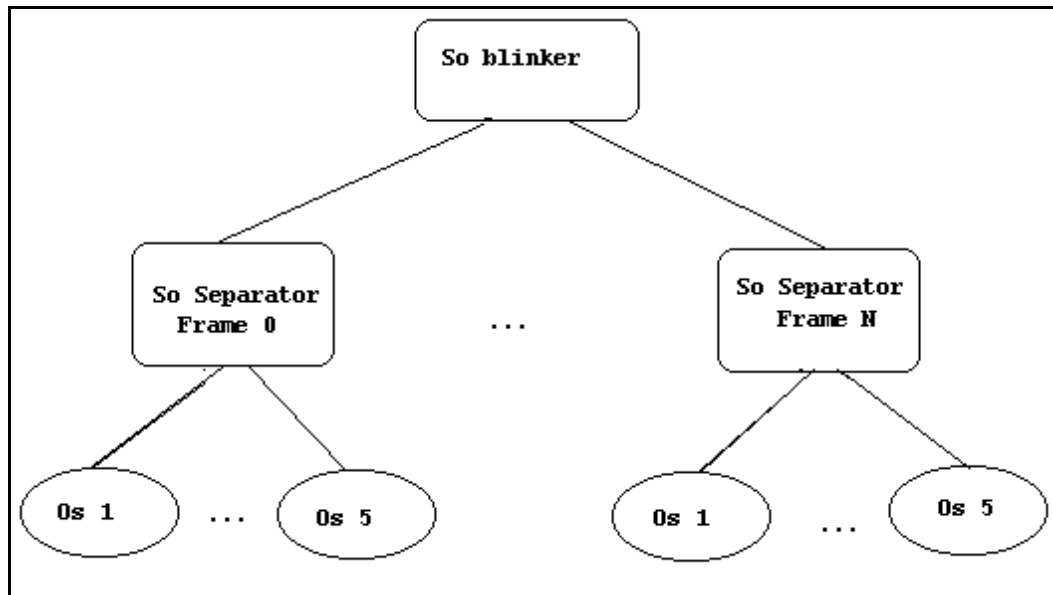 So blinker
So Separator
Frame 0
...
So Separator
Frame N
Os 1
...
Os 5
Os 1
...
Os 5